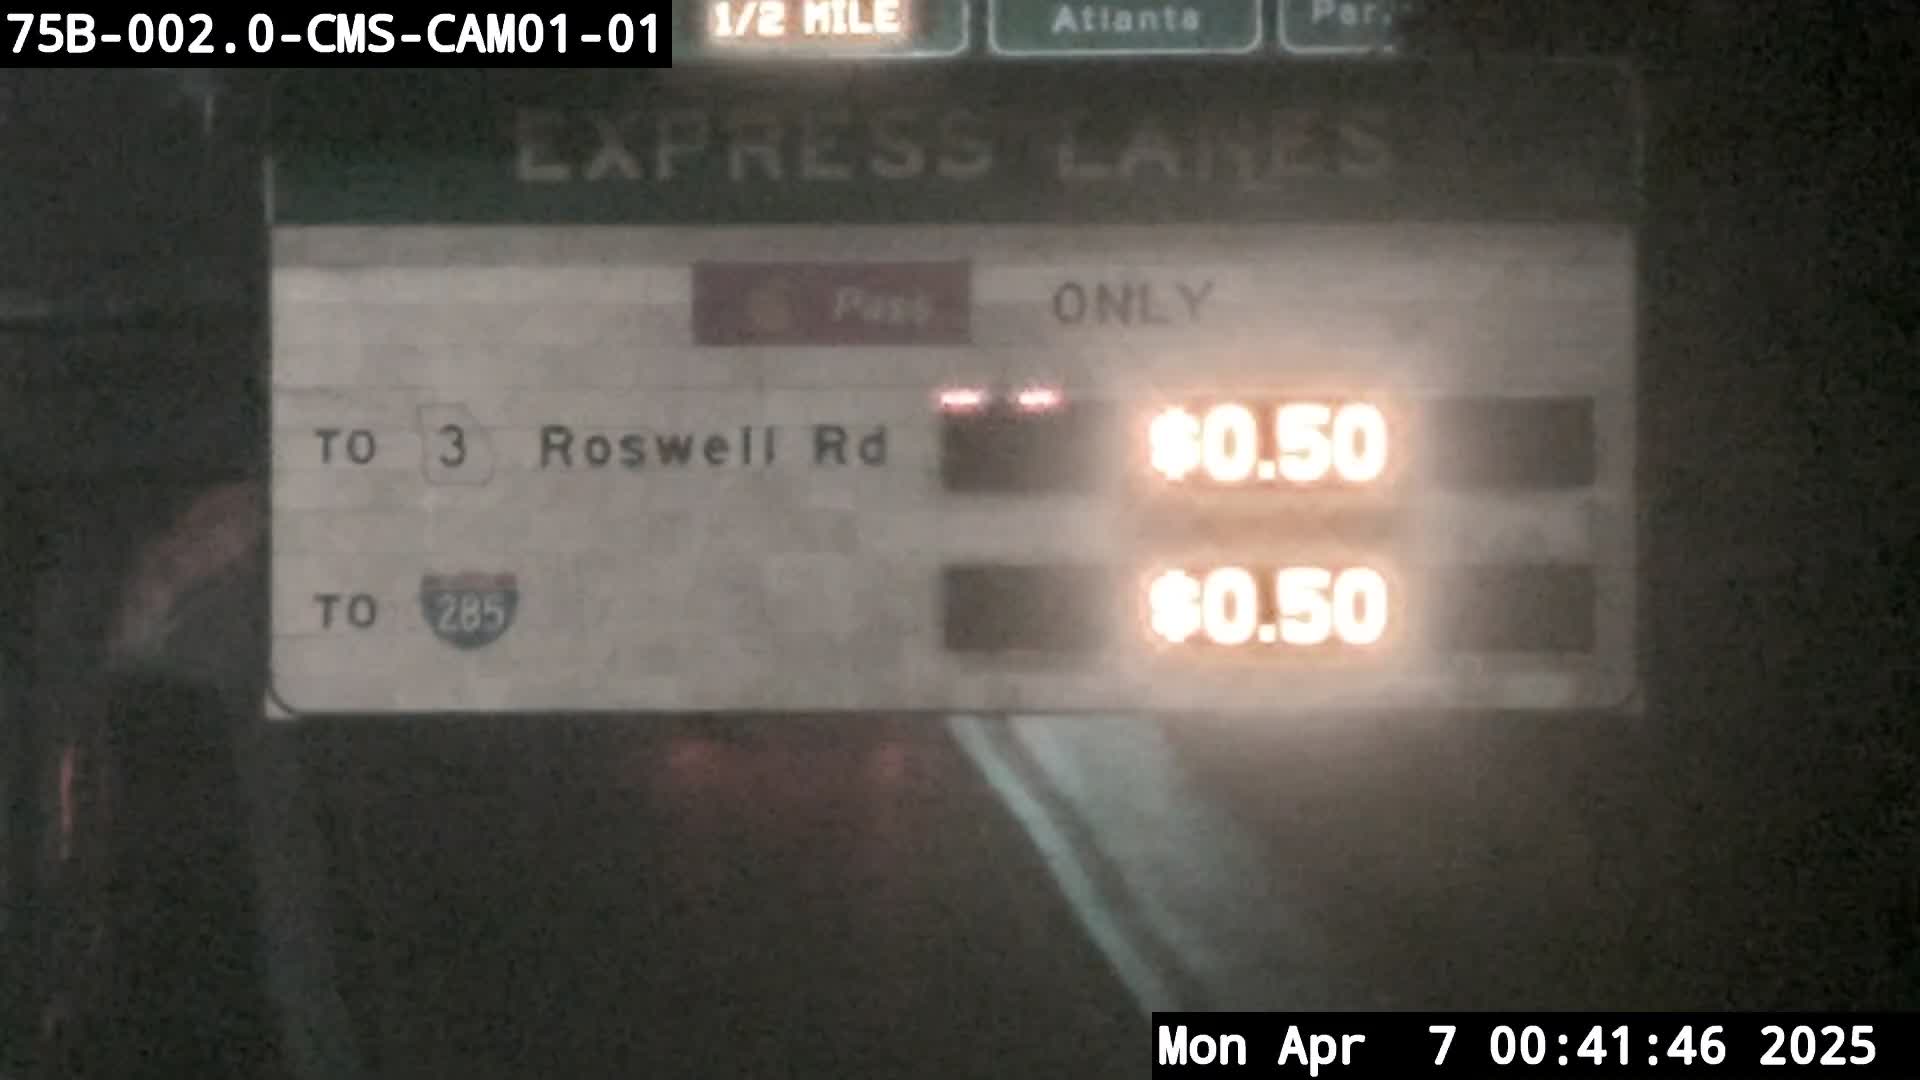 75B-002.0-CMS-CAM01-01
1/2 MILE
Atlanta
EXPRESS LANES
Pass ONLY
TO 3 Roswell Rd $0.50
TO 285 $0.50
Mon Apr 7 00:41:46 2025